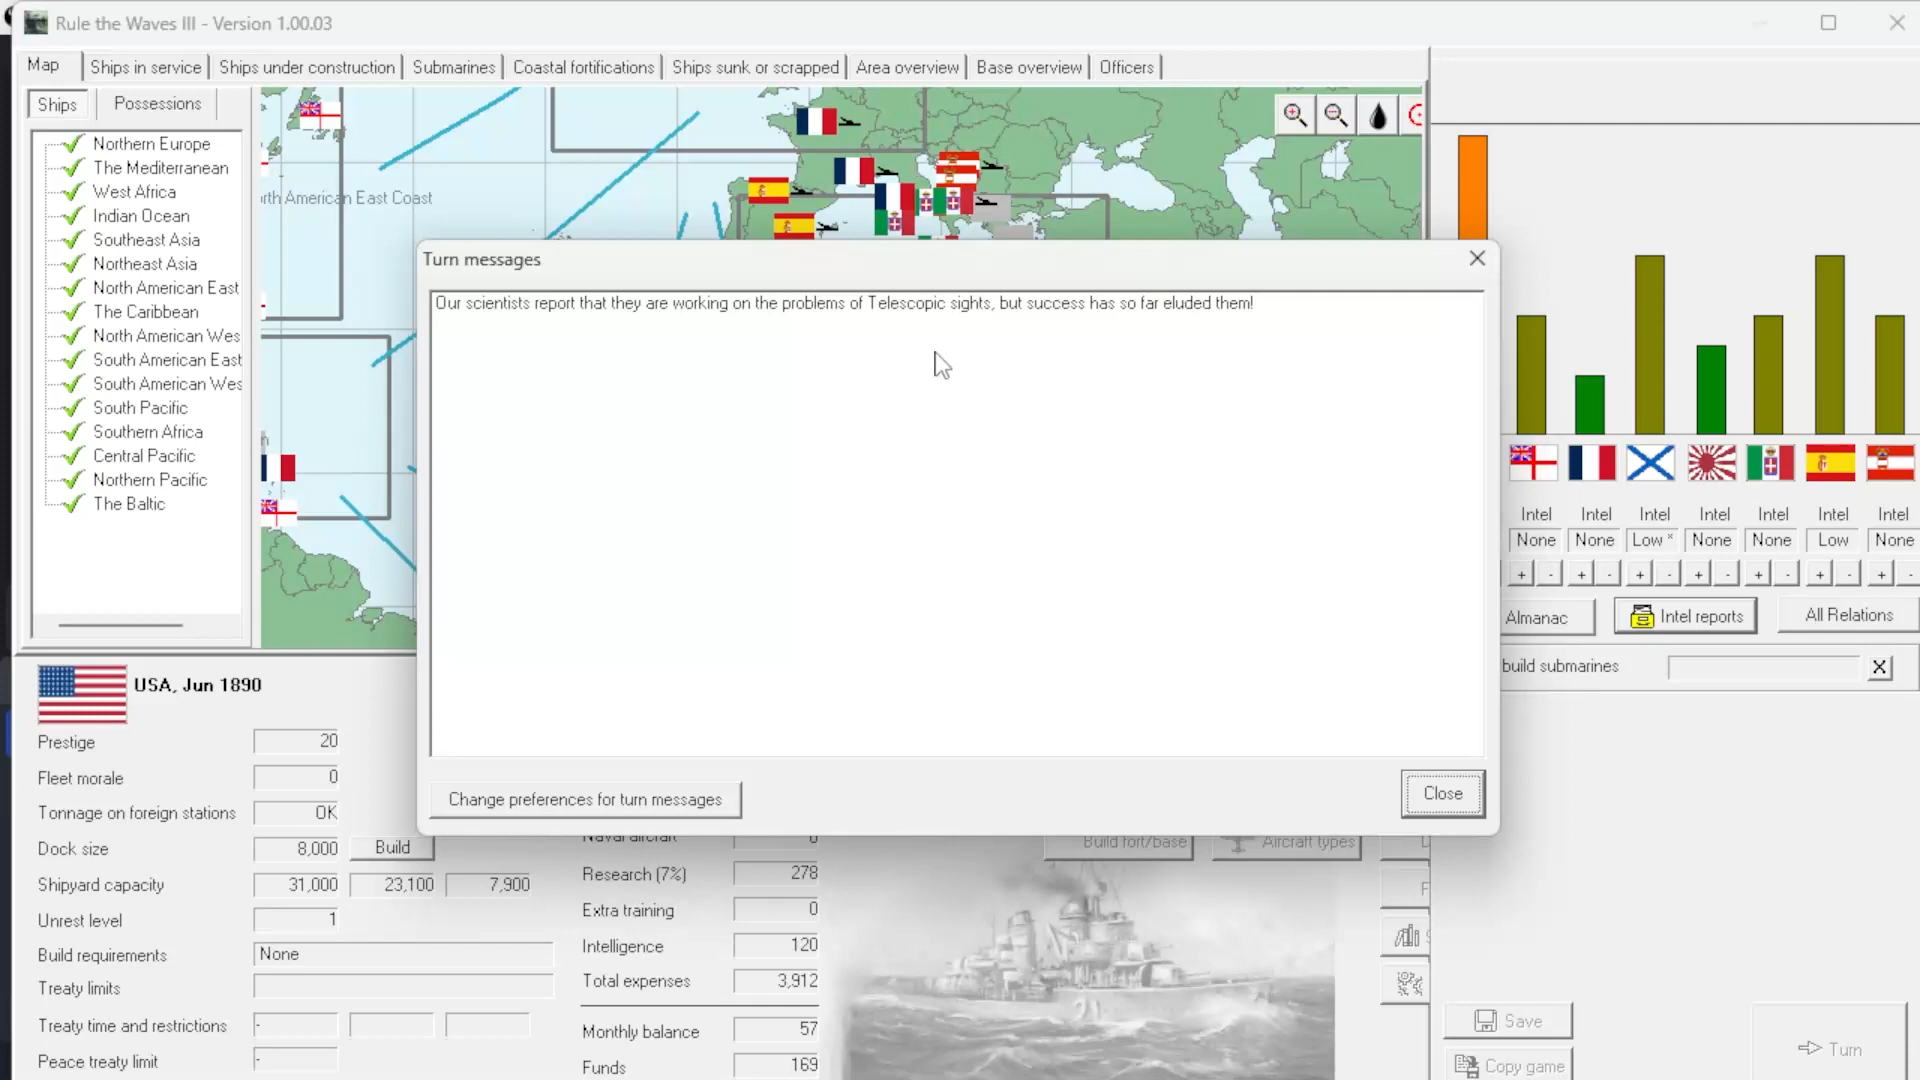 Rule the Waves III - Version 1.00.03
Map
Ships in service
Ships under construction
Submarines
Coastal fortifications
Ships sunk or scrapped
Area overview
Base overview
Officers
Ships
Possessions
Northern Europe
The Mediterranean
West Africa
Indian Ocean
Southeast Asia
Northeast Asia
North American East
The Caribbean
North American Wes
South American East
South American Wes
South Pacific
Southern Africa
Central Pacific
Northern Pacific
The Baltic
rth American East Coast
Turn messages
Our scientists report that they are working on the problems of Telescopic sights, but success has so far eluded them!
Change preferences for turn messages
Close
Intel Intel Intel Intel Intel Intel Intel
None None Low * None None Low None
+ - + - + - + - + - + - + -
Almanac
Intel reports
All Relations
build submarines
X
USA, Jun 1890
Prestige 20
Fleet morale 0
Tonnage on foreign stations OK
Dock size 8,000 Build
Shipyard capacity 31,000 23,100 7,900
Unrest level 1
Build requirements None
Treaty limits
Treaty time and restrictions -
Peace treaty limit -
Naval aircraft 0
Research (7%) 278
Extra training 0
Intelligence 120
Total expenses 3,912
Monthly balance 57
Funds 169
Build fort/base
Aircraft types
Save
Copy game
Turn